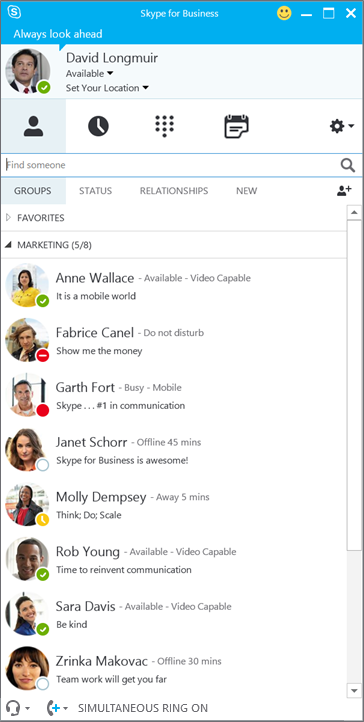 Skype for Business
Always look ahead
David Longmuir
Available
Set Your Location
Find someone
GROUPS STATUS RELATIONSHIPS NEW
FAVORITES
MARKETING (5/8)
Anne Wallace - Available - Video Capable
It is a mobile world
Fabrice Canel - Do not disturb
Show me the money
Garth Fort - Busy - Mobile
Skype . . . #1 in communication
Janet Schorr - Offline 45 mins
Skype for Business is awesome!
Molly Dempsey - Away 5 mins
Think; Do; Scale
Rob Young - Available - Video Capable
Time to reinvent communication
Sara Davis - Available - Video Capable
Be kind
Zrinka Makovac - Offline 30 mins
Team work will get you far
SIMULTANEOUS RING ON